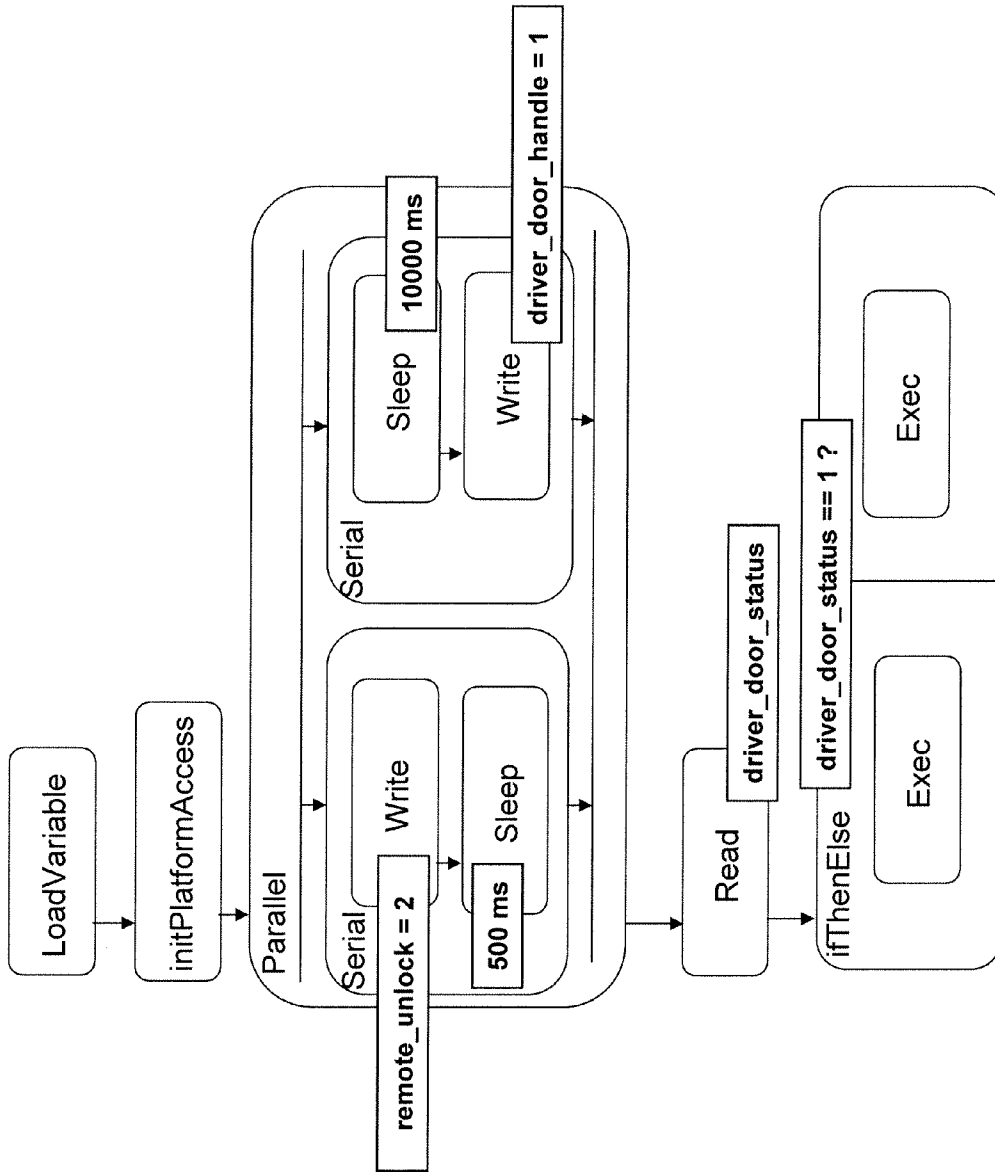 LoadVariable
initPlatformAccess
Parallel
Serial
Write
remote_unlock = 2
Sleep
500 ms
Serial
Sleep
10000 ms
Write
driver_door_handle = 1
Read
driver_door_status
ifThenElse
driver_door_status == 1 ?
Exec
Exec